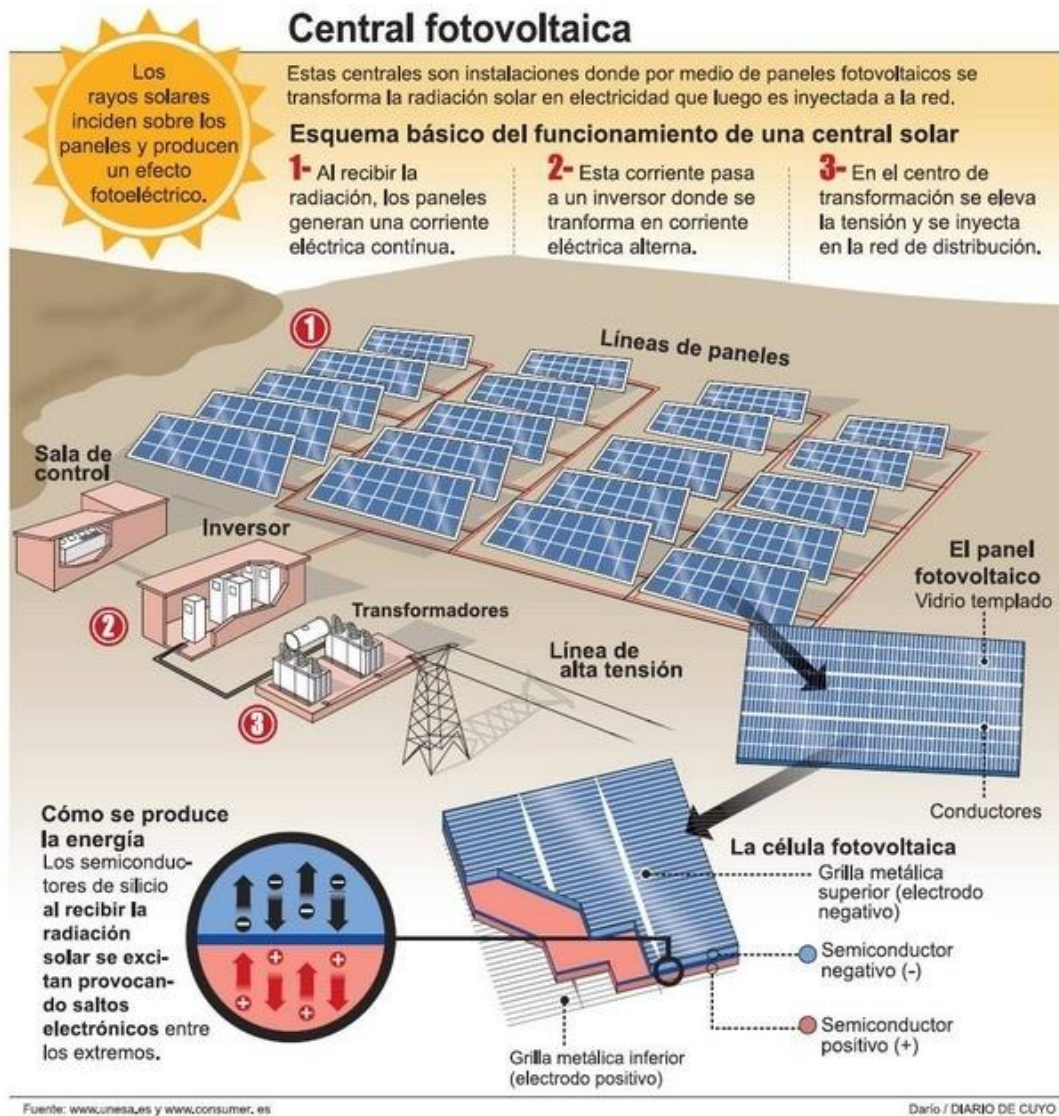 Central fotovoltaica
Los
rayos solares
inciden sobre los
paneles y producen
un efecto
fotoeléctrico.
Estas centrales son instalaciones donde por medio de paneles fotovoltaicos se
transforma la radiación solar en electricidad que luego es inyectada a la red.
Esquema básico del funcionamiento de una central solar
1- Al recibir la
radiación, los paneles
generan una corriente
eléctrica contínua.
2- Esta corriente pasa
a un inversor donde se
tranforma en corriente
eléctrica alterna.
3- En el centro de
transformación se eleva
la tensión y se inyecta
en la red de distribución.
1
Líneas de paneles
Sala de
control
Inversor
2
Transformadores
3
Línea de
alta tensión
El panel
fotovoltaico
Vidrio templado
Conductores
Cómo se produce
la energía
Los semiconduc-
tores de silicio
al recibir la
radiación
solar se exci-
tan provocan-
do saltos
electrónicos entre
los extremos.
La célula fotovoltaica
Grilla metálica
superior (electrodo
negativo)
Semiconductor
negativo (-)
Semiconductor
positivo (+)
Grilla metálica inferior
(electrodo positivo)
Fuente: www.unesa.es y www.consumer. es
Darío / DIARIO DE CUYO